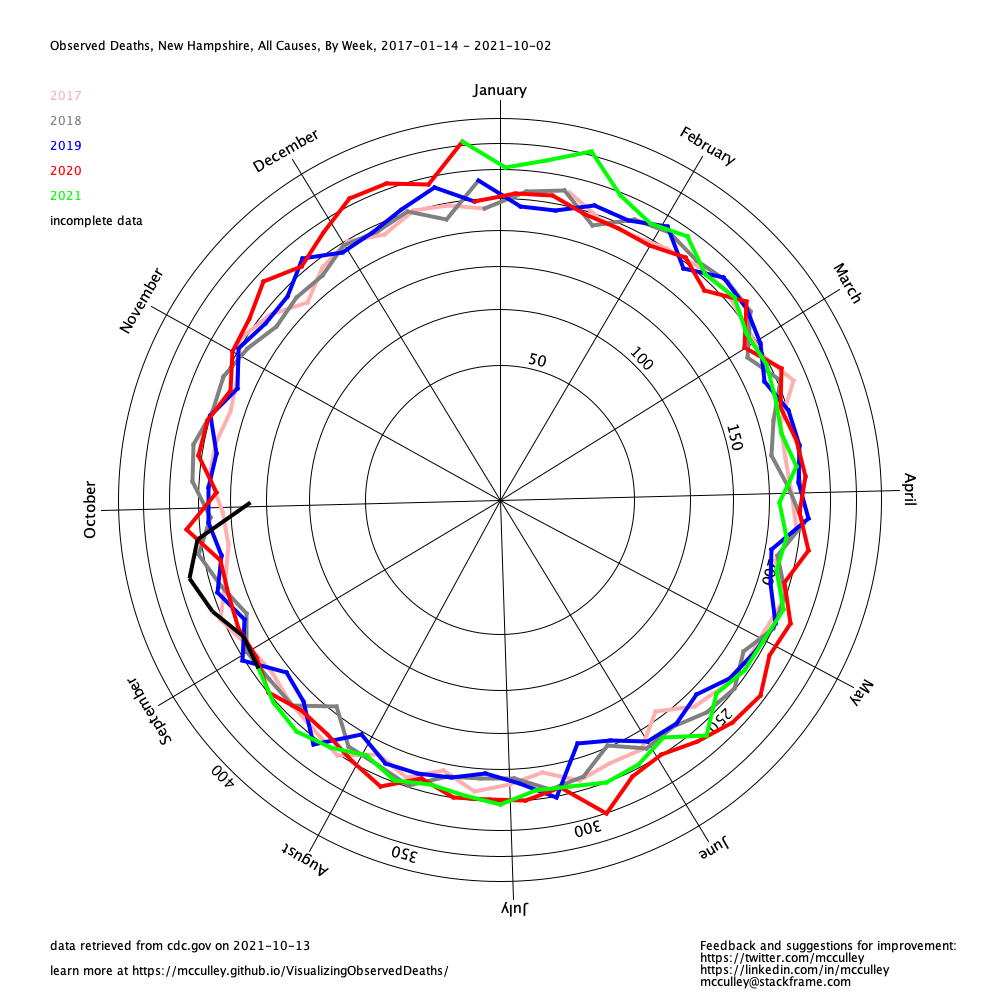 Observed Deaths, New Hampshire, All Causes, By Week, 2017-01-14 - 2021-10-02
2017
2018
2019
2020
2021
incomplete data
January
February
March
April
May
June
July
August
September
October
November
December
50
100
150
200
250
300
350
400
data retrieved from cdc.gov on 2021-10-13
learn more at https://mcculley.github.io/VisualizingObservedDeaths/
Feedback and suggestions for improvement:
https://twitter.com/mcculley
https://linkedin.com/in/mcculley
mcculley@stackframe.com